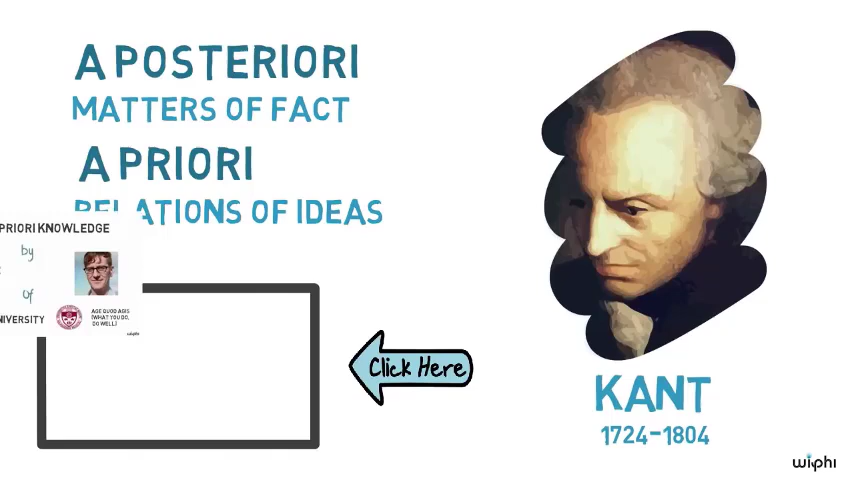 A POSTERIORI
MATTERS OF FACT
A PRIORI
RELATIONS OF IDEAS
PRIORI KNOWLEDGE
by
Of
NIVERSITY
AGE QUOD AGIS
(WHAT YOU DO,
DO WELL)
wiphi
Click Here
KANT
1724-1804
wiphi